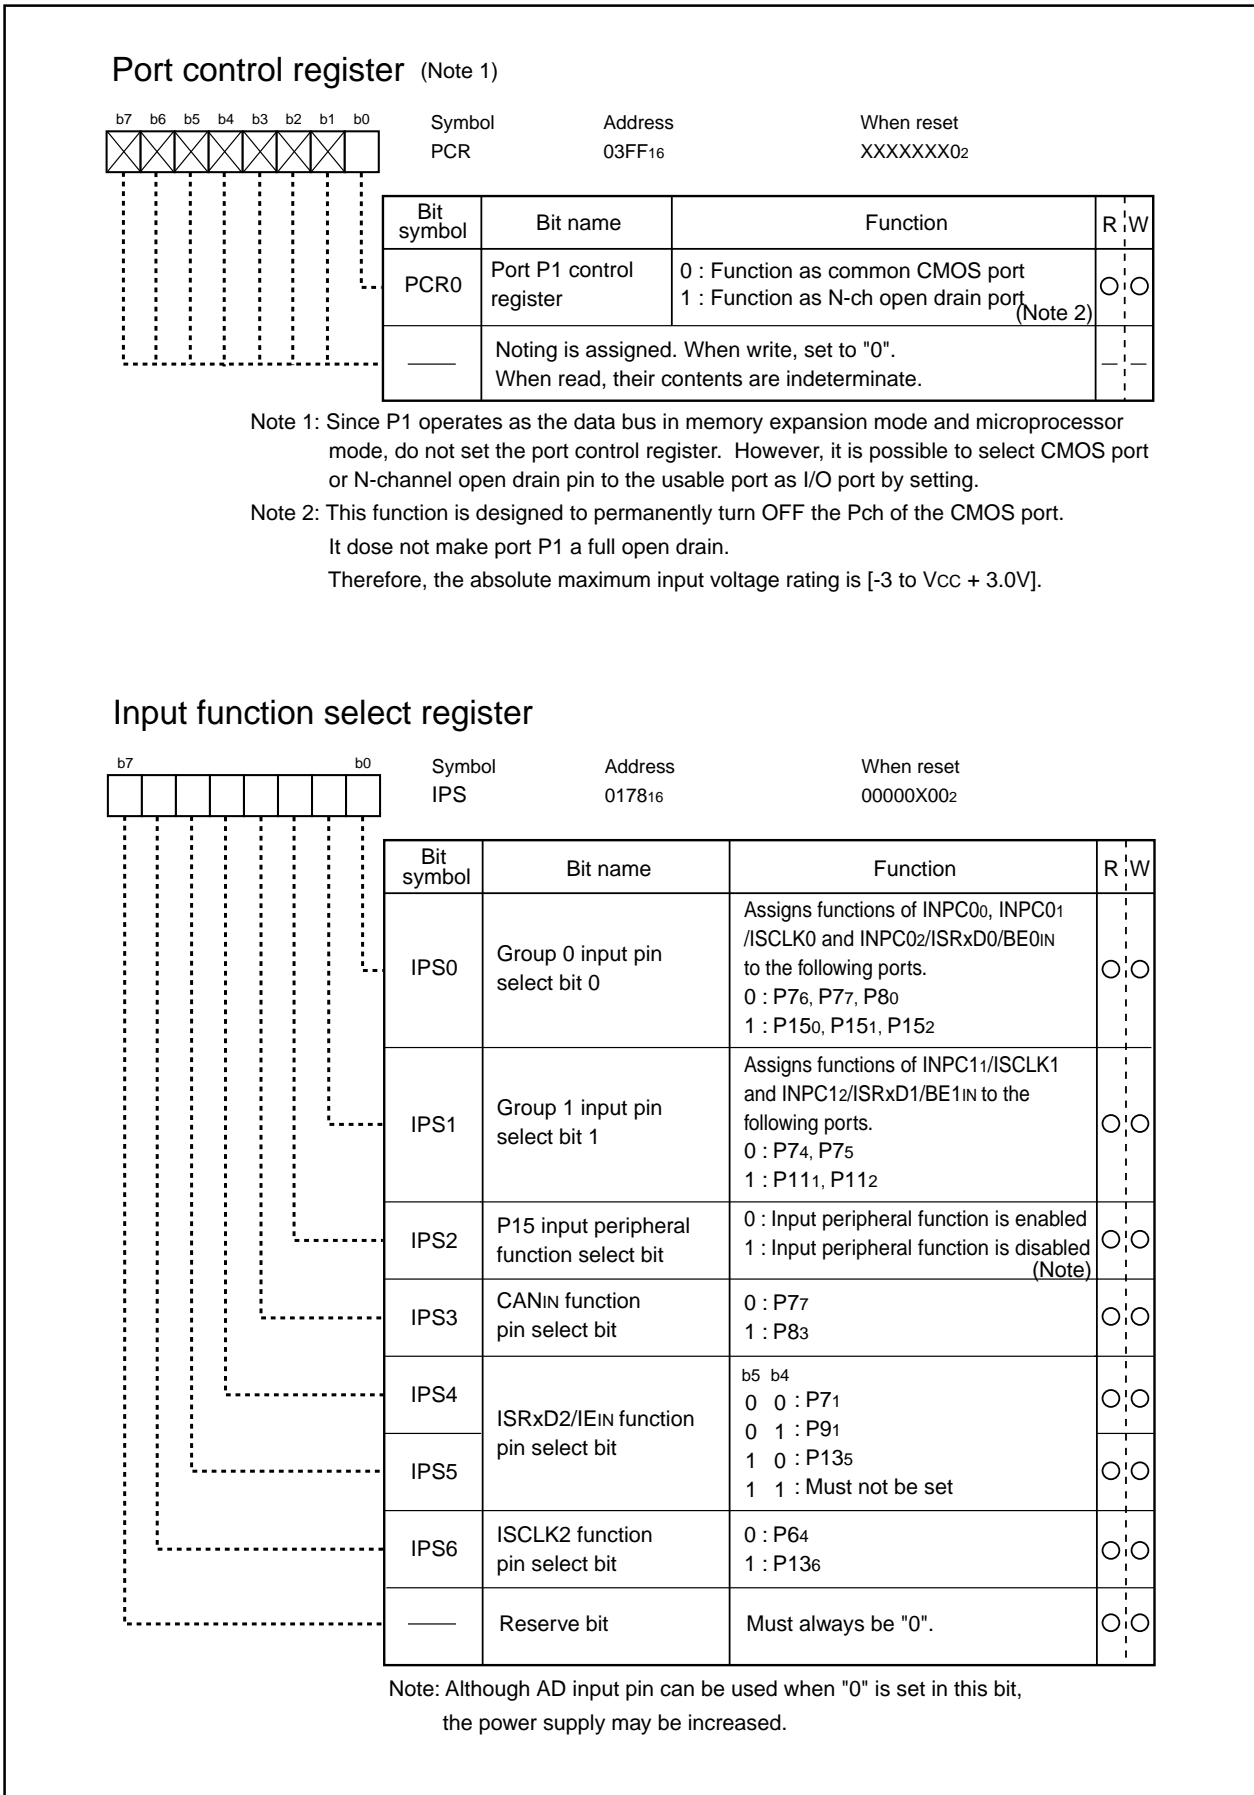 Port control register (Note 1)
b7 b6 b5 b4 b3 b2 b1 b0
Symbol Address When reset
PCR 03FF16 XXXXXXX02
Bit symbol Bit name Function R W
PCR0 Port P1 control register
0 : Function as common CMOS port
1 : Function as N-ch open drain port
(Note 2)
Noting is assigned. When write, set to "0".
When read, their contents are indeterminate.
Note 1: Since P1 operates as the data bus in memory expansion mode and microprocessor
mode, do not set the port control register. However, it is possible to select CMOS port
or N-channel open drain pin to the usable port as I/O port by setting.
Note 2: This function is designed to permanently turn OFF the Pch of the CMOS port.
It dose not make port P1 a full open drain.
Therefore, the absolute maximum input voltage rating is [-3 to VCC + 3.0V].
Input function select register
b7 b0
Symbol Address When reset
IPS 017816 00000X002
Bit symbol Bit name Function R W
IPS0 Group 0 input pin select bit 0
Assigns functions of INPC00, INPC01
/ISCLK0 and INPC02/ISRxD0/BE0IN
to the following ports.
0 : P76, P77, P80
1 : P150, P151, P152
IPS1 Group 1 input pin select bit 1
Assigns functions of INPC11/ISCLK1
and INPC12/ISRxD1/BE1IN to the
following ports.
0 : P74, P75
1 : P111, P112
IPS2 P15 input peripheral function select bit
0 : Input peripheral function is enabled
1 : Input peripheral function is disabled
(Note)
IPS3 CANIN function pin select bit
0 : P77
1 : P83
IPS4
IPS5
ISRxD2/IEIN function
pin select bit
b5 b4
0 0 : P71
0 1 : P91
1 0 : P135
1 1 : Must not be set
IPS6 ISCLK2 function pin select bit
0 : P64
1 : P136
Reserve bit Must always be "0".
Note: Although AD input pin can be used when "0" is set in this bit,
the power supply may be increased.